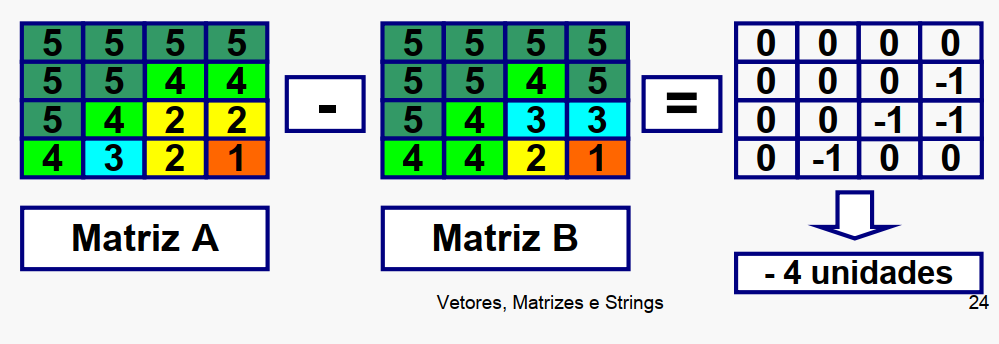 5 5 5 5
5 5 4 4
5 4 2 2
4 3 2 1
-
5 5 5 5
5 5 4 5
5 4 3 3
4 4 2 1
=
0 0 0 0
0 0 0 -1
0 0 -1 -1
0 -1 0 0
Matriz A
Matriz B
- 4 unidades
Vetores, Matrizes e Strings
24